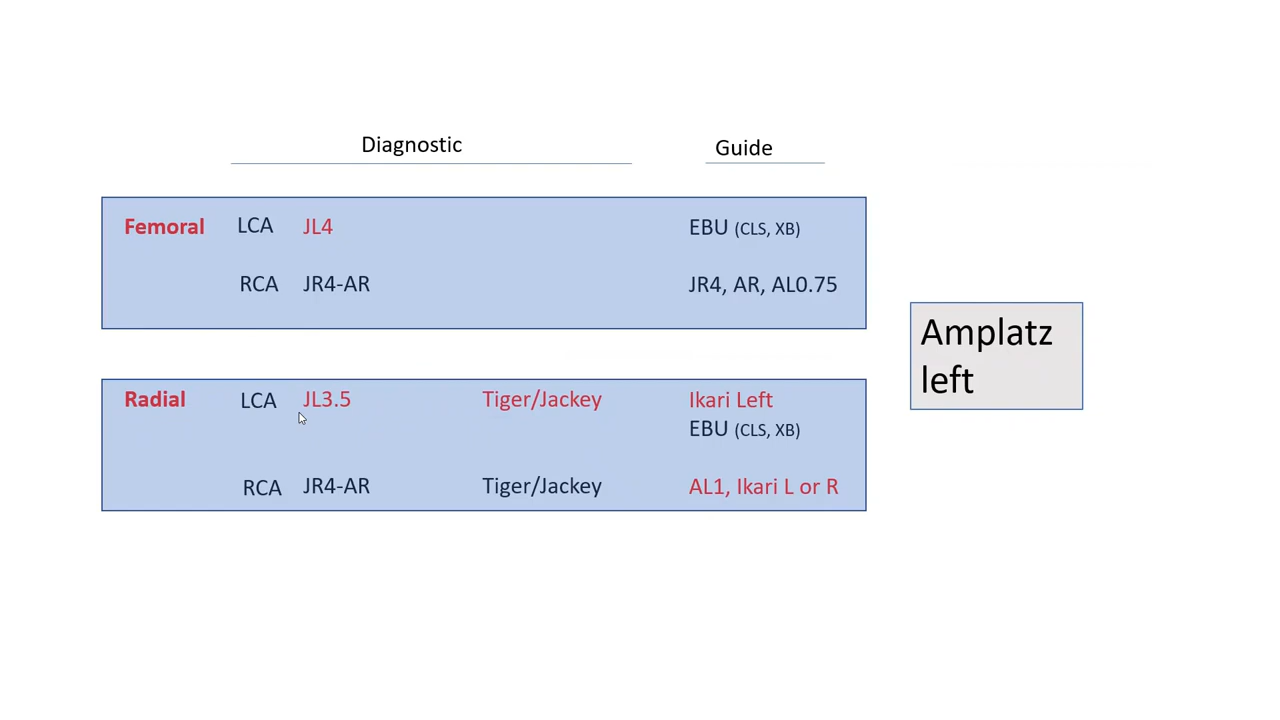 Diagnostic Guide
Femoral LCA JL4 EBU (CLS, XB)
RCA JR4-AR JR4, AR, AL0.75
Radial LCA JL3.5 Tiger/Jackey Ikari Left
EBU (CLS, XB)
RCA JR4-AR Tiger/Jackey AL1, Ikari L or R
Amplatz
left